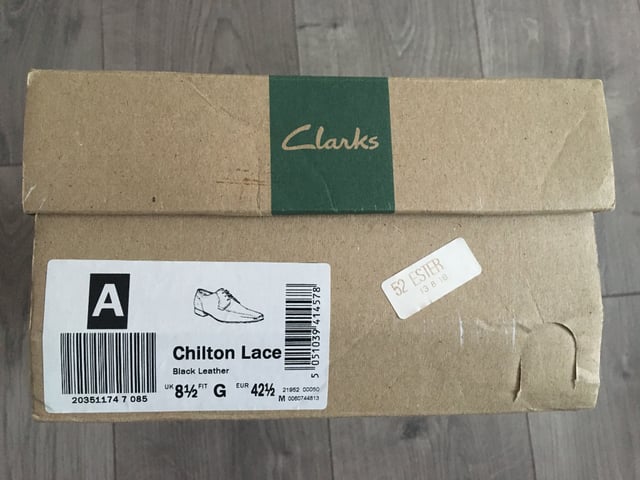 Clarks
52 ESTER
13 8 18
A
Chilton Lace
Black Leather
UK 8½ FIT G EUR 42½
20351174 7 085
21952 00050
M 0060744813
5 051039 414578